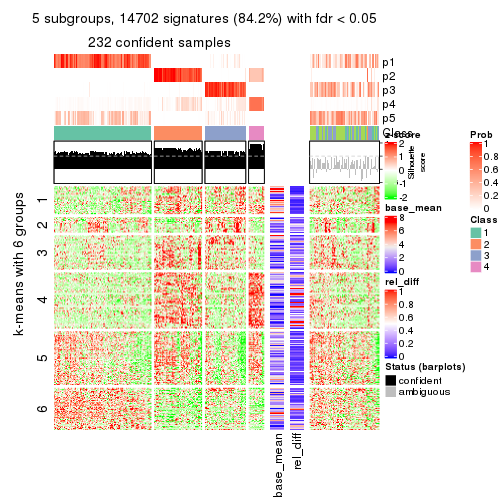 5 subgroups, 14702 signatures (84.2%) with fdr < 0.05
232 confident samples
p1
p2
p3
p4
p5
Class
z-score
2
1
0
-1
-2
Silhouette
score
Prob
1
0.8
0.6
0.4
0.2
0
base_mean
8
6
4
2
0
Class
1
2
3
4
rel_diff
1
0.8
0.6
0.4
0.2
0
Status (barplots)
confident
ambiguous
k-means with 6 groups
1
2
3
4
5
6
base_mean
rel_diff